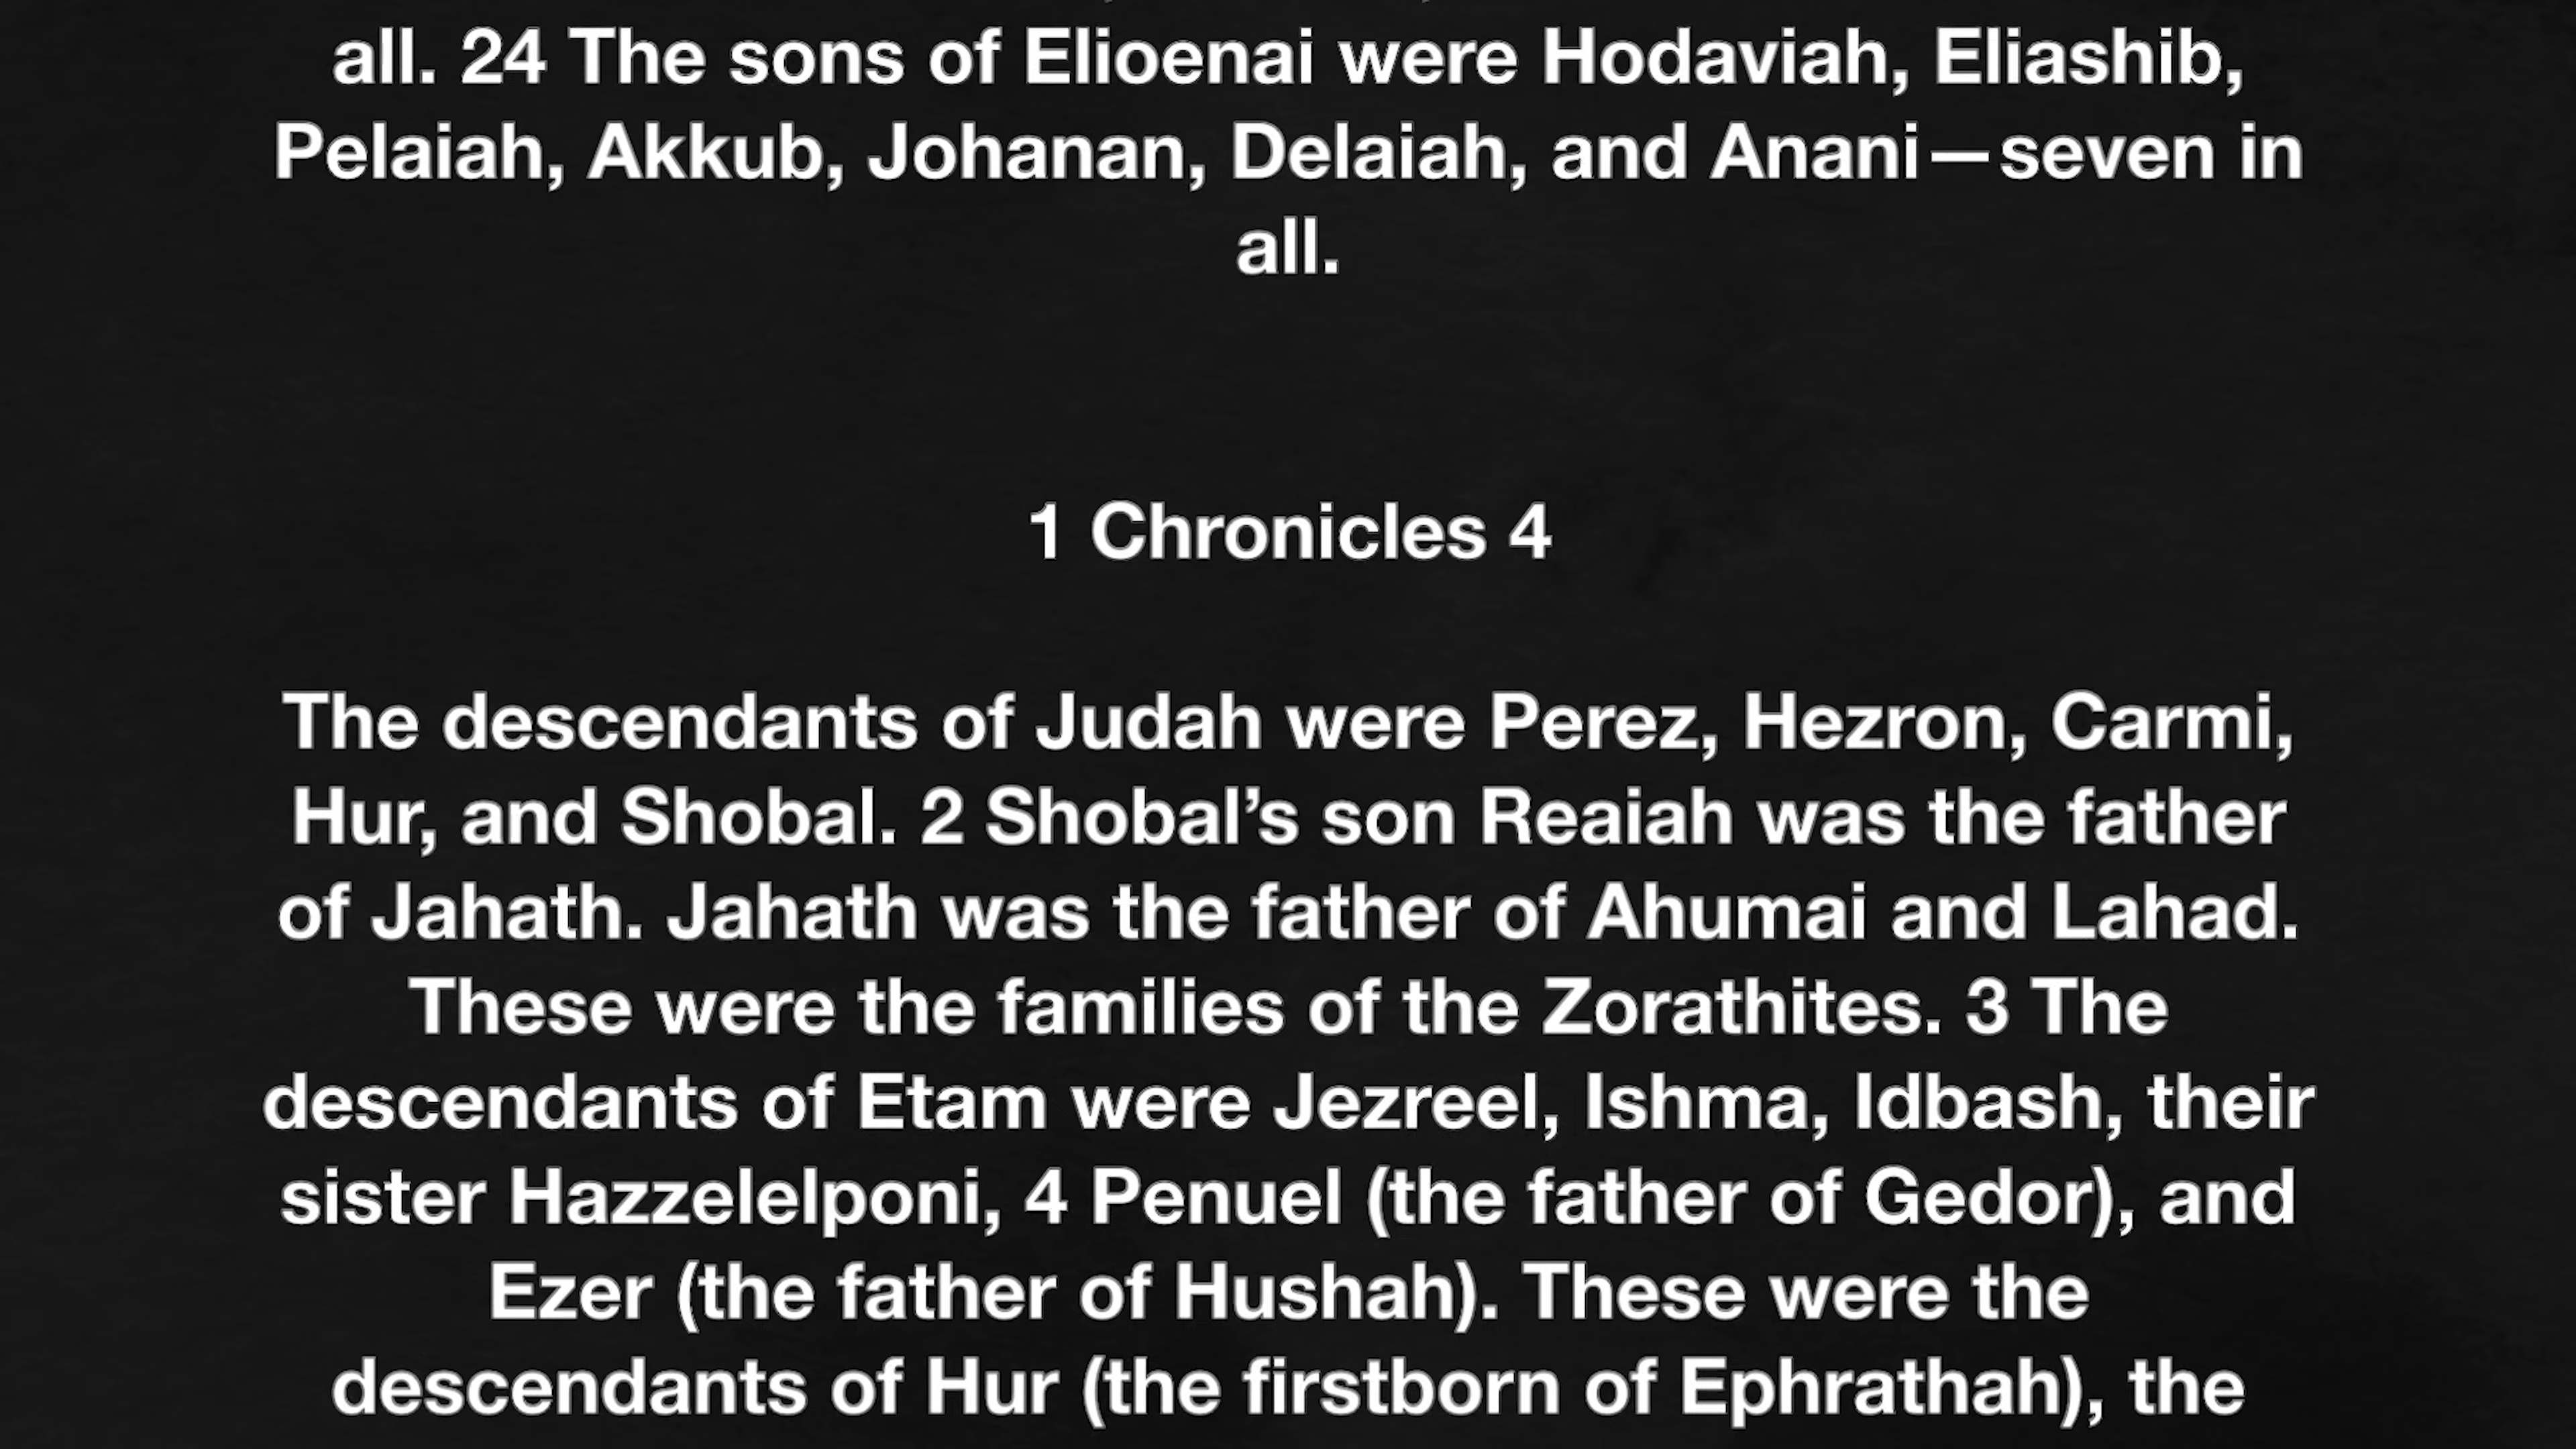 all. 24 The sons of Elioenai were Hodaviah, Eliashib,
Pelaiah, Akkub, Johanan, Delaiah, and Anani—seven in
all.
1 Chronicles 4
The descendants of Judah were Perez, Hezron, Carmi,
Hur, and Shobal. 2 Shobal’s son Reaiah was the father
of Jahath. Jahath was the father of Ahumai and Lahad.
These were the families of the Zorathites. 3 The
descendants of Etam were Jezreel, Ishma, Idbash, their
sister Hazzelelponi, 4 Penuel (the father of Gedor), and
Ezer (the father of Hushah). These were the
descendants of Hur (the firstborn of Ephrathah), the